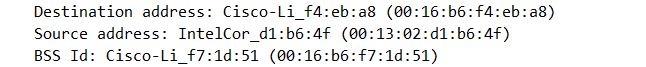 Destination address: Cisco-Li_f4:eb:a8 (00:16:b6:f4:eb:a8)
Source address: IntelCor_d1:b6:4f (00:13:02:d1:b6:4f)
BSS Id: Cisco-Li_f7:1d:51 (00:16:b6:f7:1d:51)